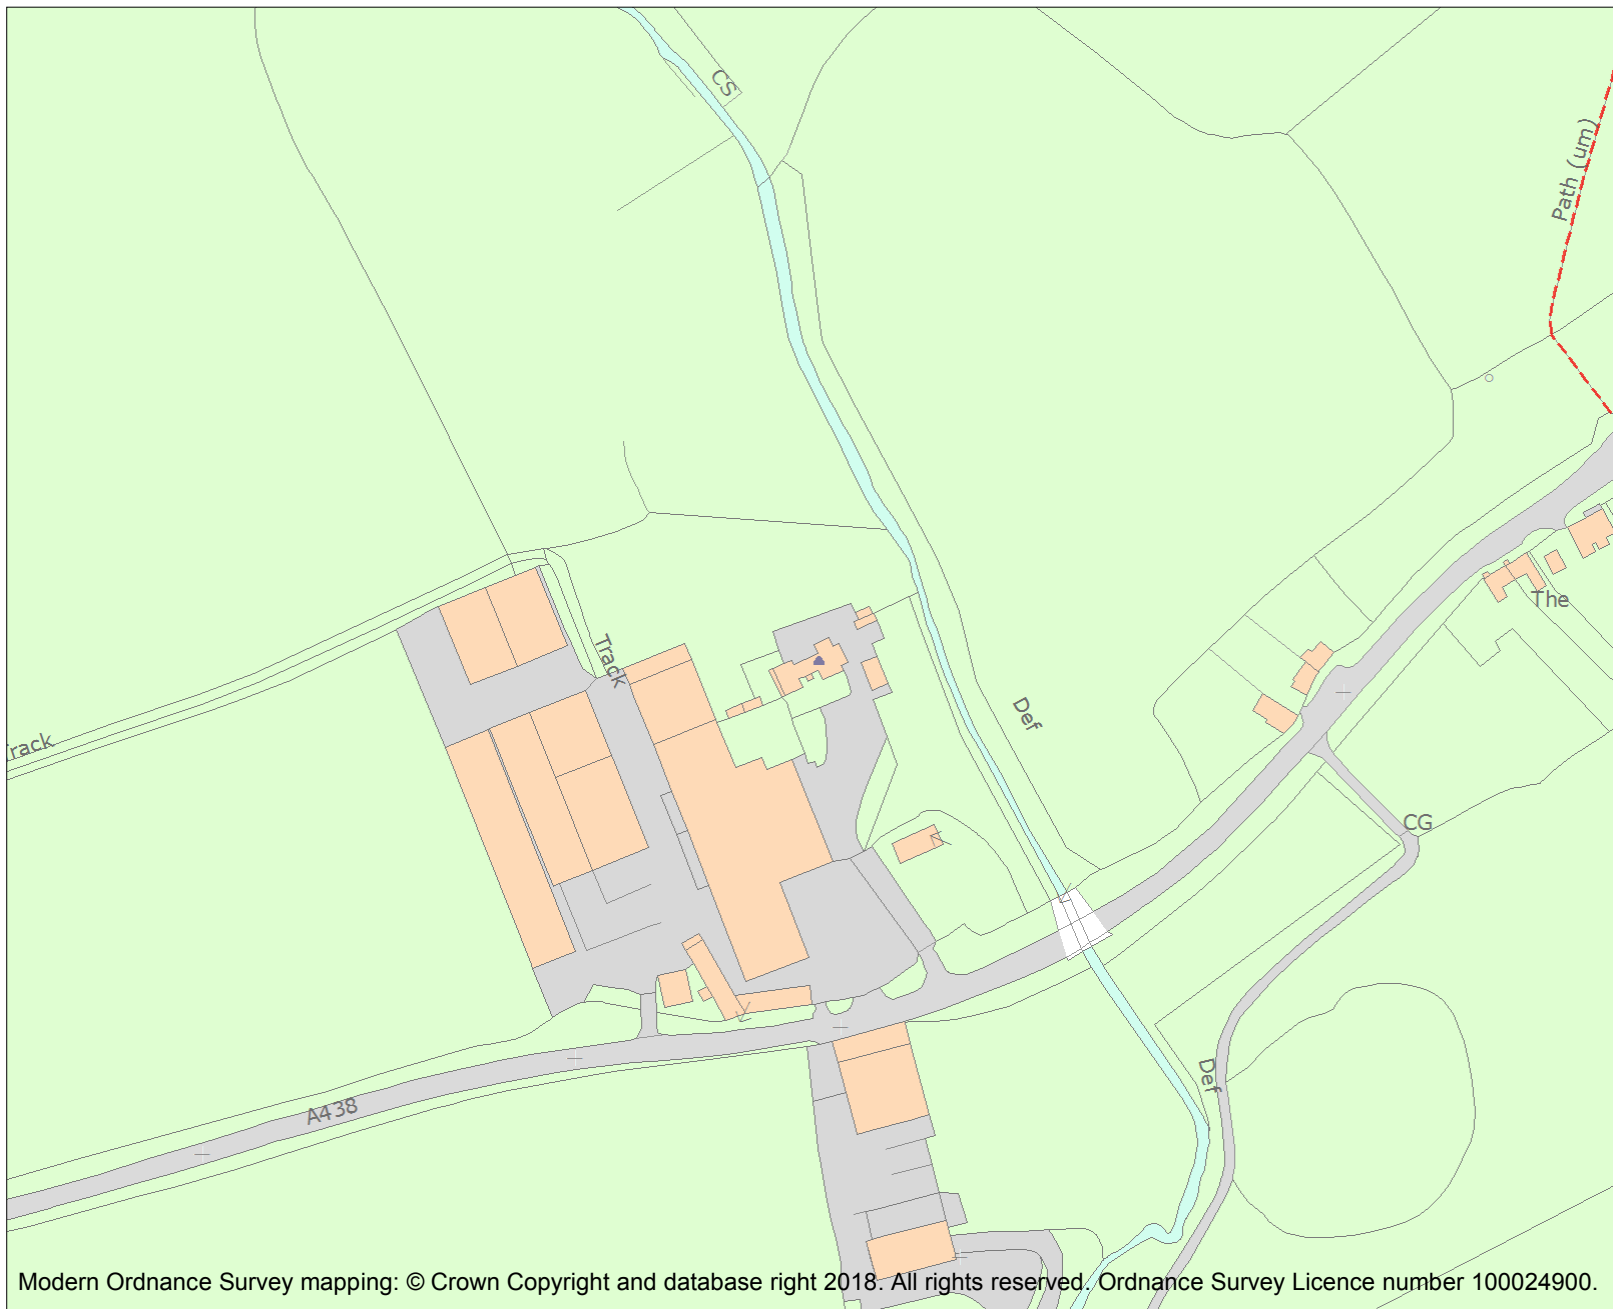 CS
Path (um)
Track
Def
The
Track
CG
Def
A438
Modern Ordnance Survey mapping: © Crown Copyright and database right 2018. All rights reserved. Ordnance Survey Licence number 100024900.